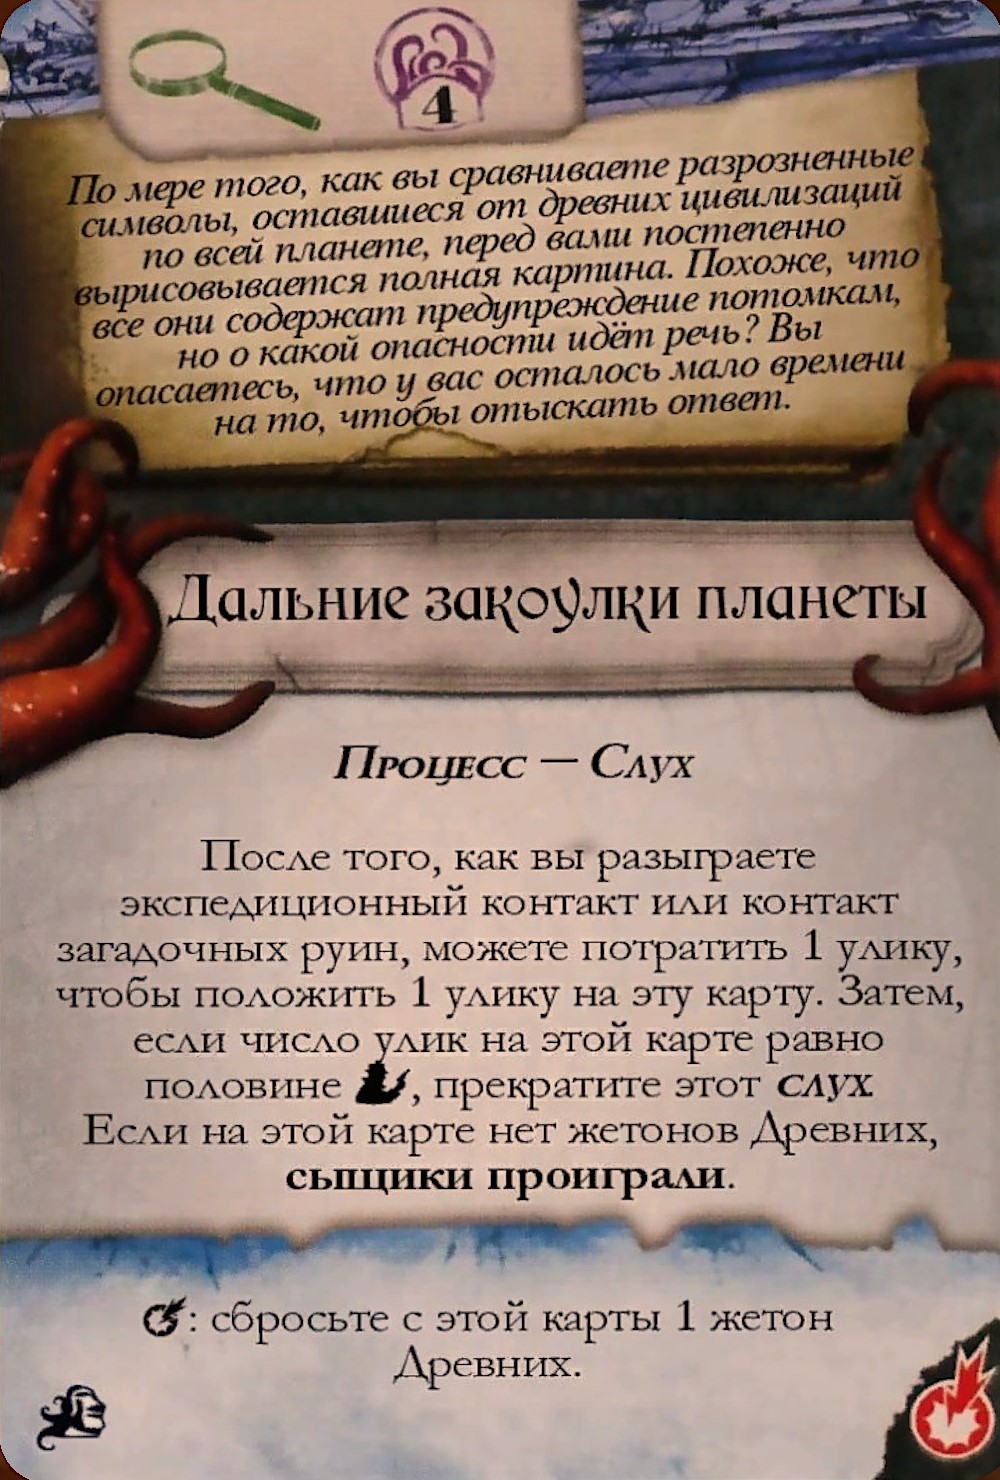 4
По мере того, как вы сравниваете разрозненные
символы, оставшиеся от древних цивилизаций
по всей планете, перед вами постепенно
вырисовывается полная картина. Похоже, что
все они содержат предупреждение потомкам,
но о какой опасности идёт речь? Вы
опасаетесь, что у вас осталось мало времени
на то, чтобы отыскать ответ.
Дальние закоулки планеты
Процесс — Слух
После того, как вы разыграете
экспедиционный контакт или контакт
загадочных руин, можете потратить 1 улику,
чтобы положить 1 улику на эту карту. Затем,
если число улик на этой карте равно
половине , прекратите этот слух
Если на этой карте нет жетонов Древних,
сыщики проиграли.
: сбросьте с этой карты 1 жетон
Древних.